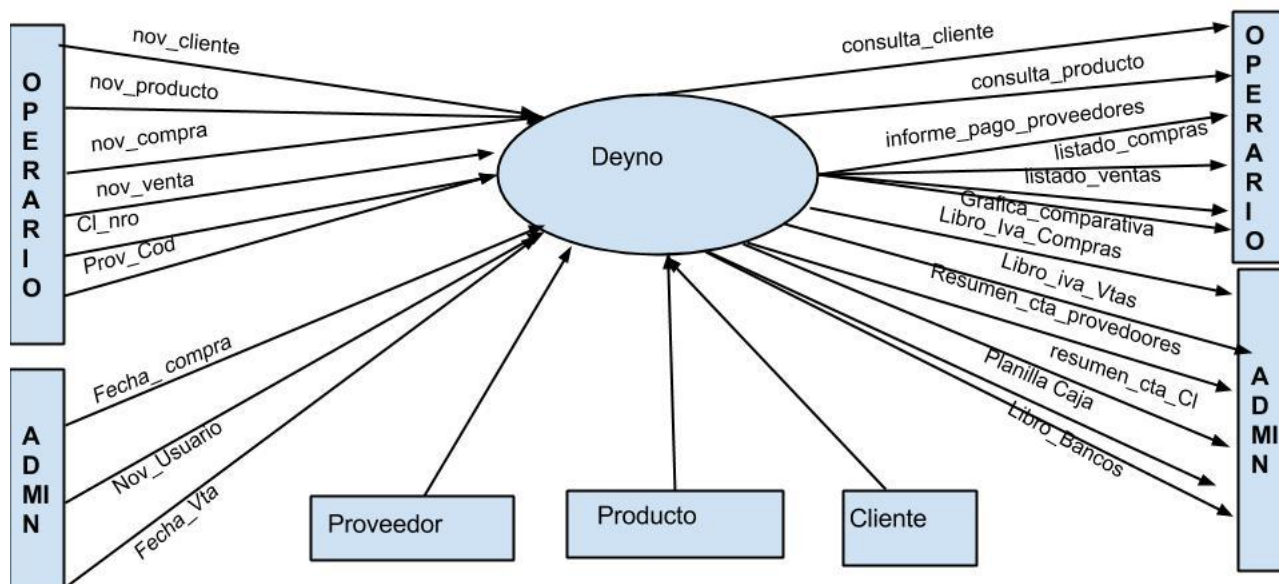 OPERARIO
nov_cliente
nov_producto
nov_compra
nov_venta
Cl_nro
Prov_Cod
ADMIN
Fecha_compra
Nov_Usuario
Fecha_Vta
Deyno
Proveedor
Producto
Cliente
consulta_cliente
consulta_producto
informe_pago_proveedores
listado_compras
listado_ventas
Grafica_comparativa
Libro_Iva_Compras
Libro_iva_Vtas
Resumen_cta_provedoores
resumen_cta_Cl
Planilla Caja
Libro_Bancos
OPERARIO
ADMIN